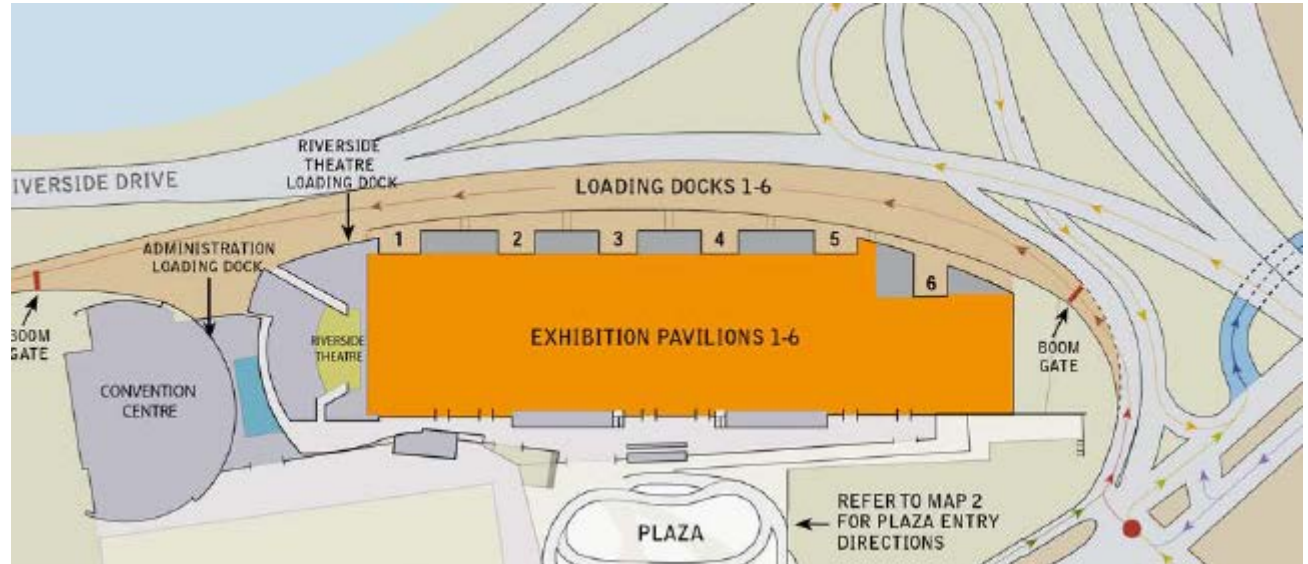 RIVERSIDE
THEATRE
LOADING DOCK
IVERSIDE DRIVE
LOADING DOCKS 1-6
ADMINISTRATION
LOADING DOCK
1
2
3
4
5
6
BOOM
GATE
RIVERSIDE
THEATRE
EXHIBITION PAVILIONS 1-6
BOOM
GATE
CONVENTION
CENTRE
PLAZA
REFER TO MAP 2
FOR PLAZA ENTRY
DIRECTIONS